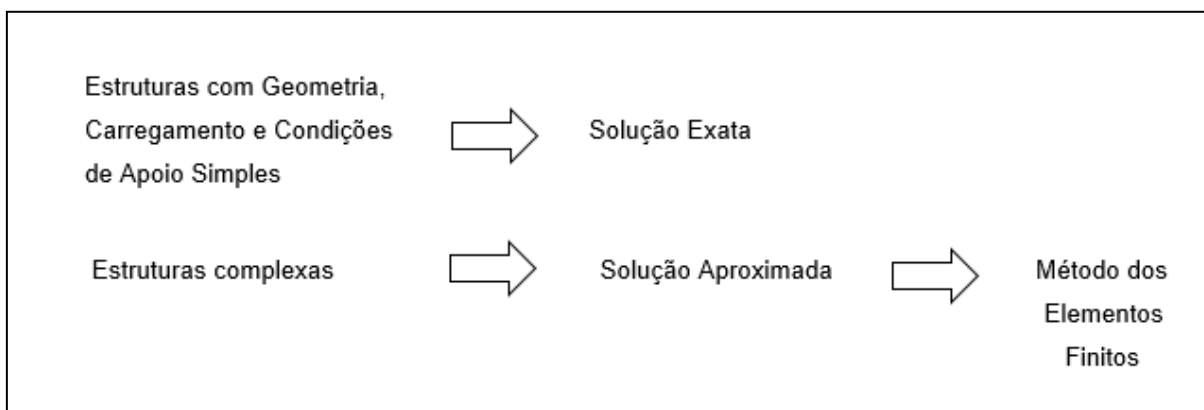 Estruturas com Geometria,
Carregamento e Condições
de Apoio Simples
Solução Exata
Estruturas complexas
Solução Aproximada
Método dos
Elementos
Finitos